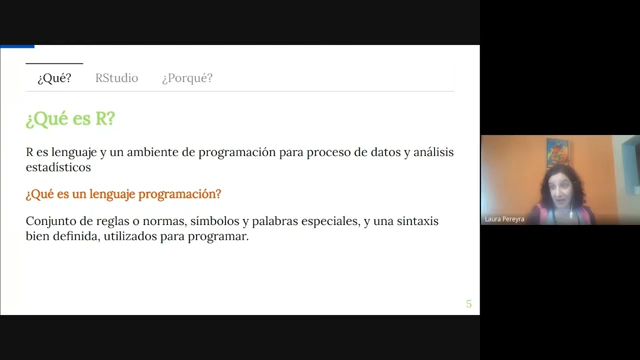 ¿Qué?
RStudio
¿Porqué?
¿Qué es R?
R es lenguaje y un ambiente de programación para proceso de datos y análisis
estadísticos
¿Qué es un lenguaje programación?
Conjunto de reglas o normas, símbolos y palabras especiales, y una sintaxis
bien definida, utilizados para programar.
5
Laura Pereyra